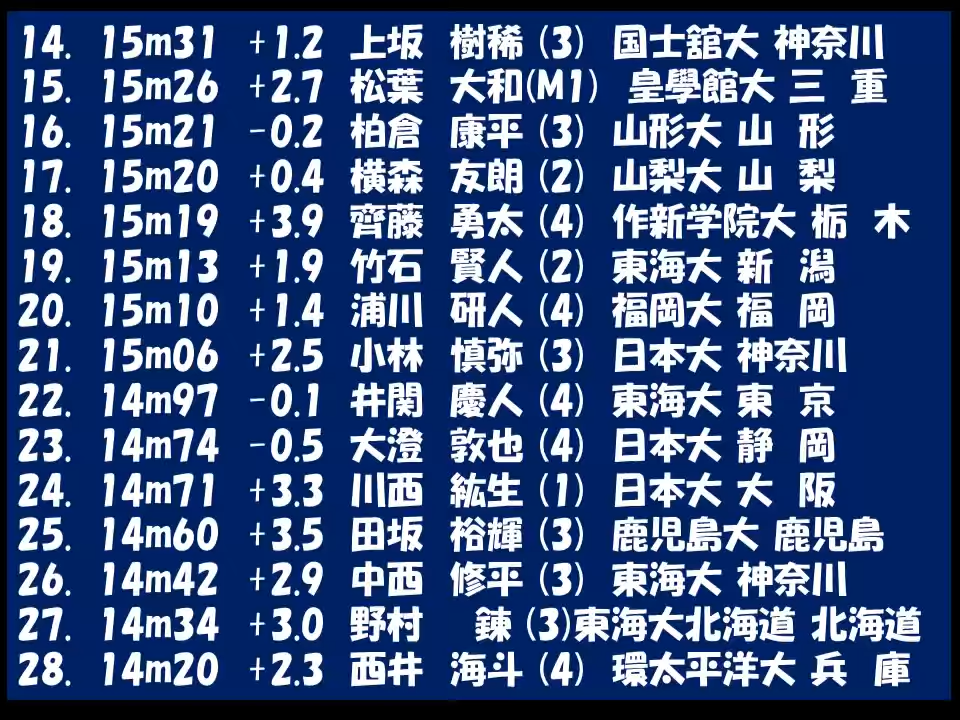 14. 15m31 +1.2 上坂 樹稀 (3) 国士舘大 神奈川
15. 15m26 +2.7 松葉 大和(M1) 皇學館大 三 重
16. 15m21 -0.2 柏倉 康平 (3) 山形大 山 形
17. 15m20 +0.4 横森 友朗 (2) 山梨大 山 梨
18. 15m19 +3.9 齊藤 勇太 (4) 作新学院大 栃 木
19. 15m13 +1.9 竹石 賢人 (2) 東海大 新 潟
20. 15m10 +1.4 浦川 研人 (4) 福岡大 福 岡
21. 15m06 +2.5 小林 慎弥 (3) 日本大 神奈川
22. 14m97 -0.1 井関 慶人 (4) 東海大 東 京
23. 14m74 -0.5 大澄 敦也 (4) 日本大 静 岡
24. 14m71 +3.3 川西 紘生 (1) 日本大 大 阪
25. 14m60 +3.5 田坂 裕輝 (3) 鹿児島大 鹿児島
26. 14m42 +2.9 中西 修平 (3) 東海大 神奈川
27. 14m34 +3.0 野村 錬 (3)東海大北海道 北海道
28. 14m20 +2.3 西井 海斗 (4) 環太平洋大 兵 庫